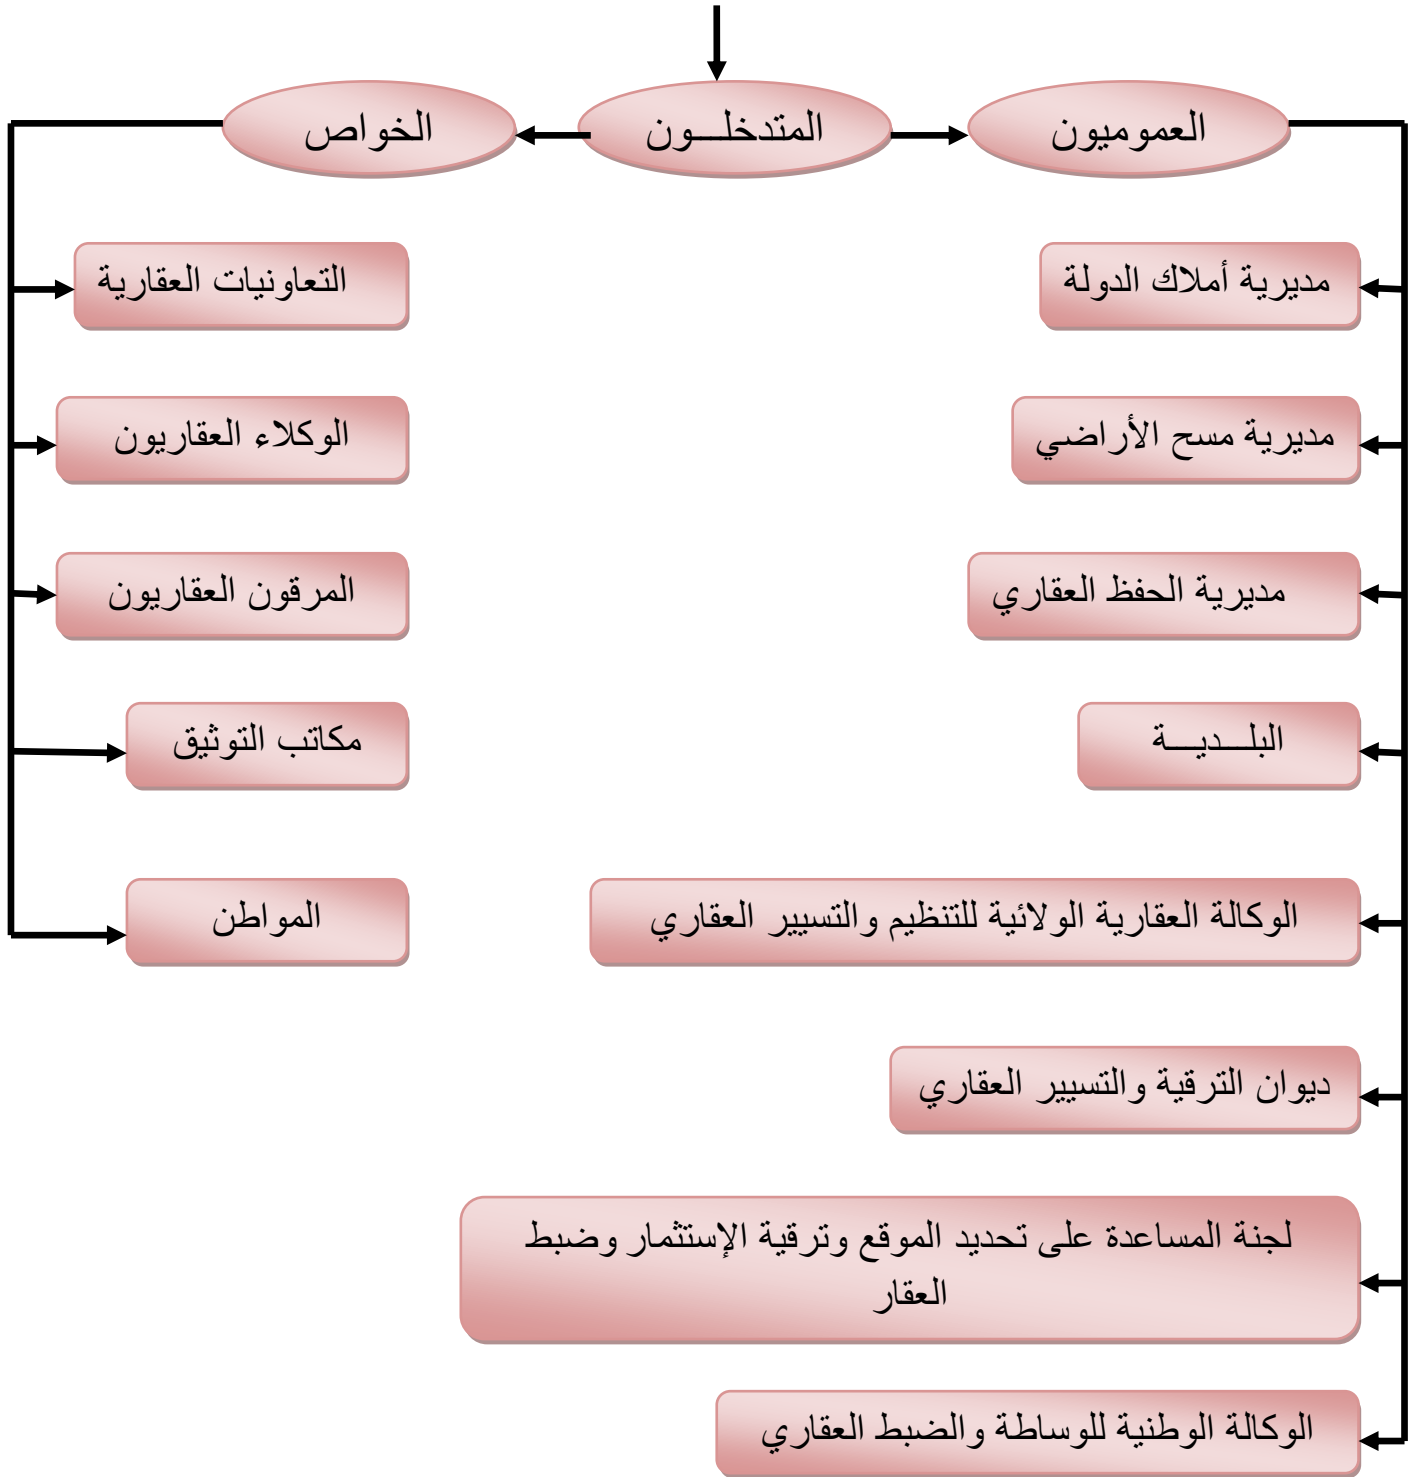 العموميون
المتدخلـــون
الخواص
مديرية أملاك الدولة
مديرية مسح الأراضي
مديرية الحفظ العقاري
البلـــديـــة
الوكالة العقارية الولائية للتنظيم والتسيير العقاري
ديوان الترقية والتسيير العقاري
لجنة المساعدة على تحديد الموقع وترقية الإستثمار وضبط
العقار
الوكالة الوطنية للوساطة والضبط العقاري
التعاونيات العقارية
الوكلاء العقاريون
المرقون العقاريون
مكاتب التوثيق
المواطن